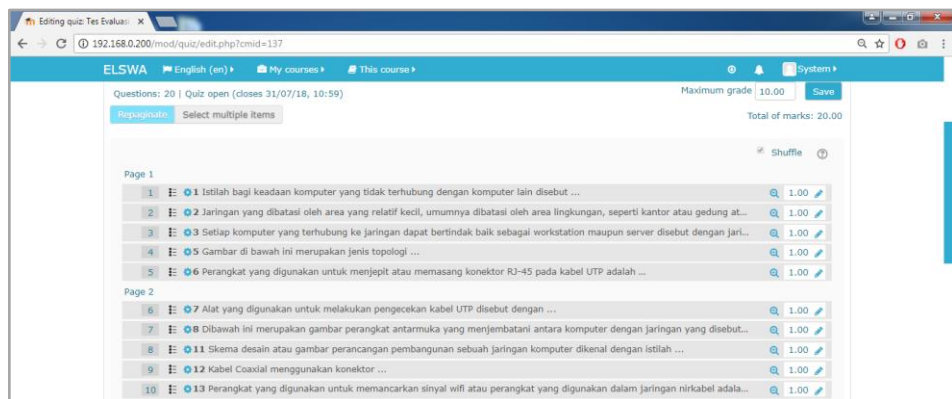 Editing quiz: Tes Evaluas
192.168.0.200/mod/quiz/edit.php?cmid=137
ELSWA English (en) My courses This course System
Questions: 20 | Quiz open (closes 31/07/18, 10:59) Maximum grade 10.00 Save
Repaginate Select multiple items Total of marks: 20.00
Shuffle
Page 1
1 1 Istilah bagi keadaan komputer yang tidak terhubung dengan komputer lain disebut ... 1.00
2 2 Jaringan yang dibatasi oleh area yang relatif kecil, umumnya dibatasi oleh area lingkungan, seperti kantor atau gedung at... 1.00
3 3 Setiap komputer yang terhubung ke jaringan dapat bertindak baik sebagai workstation maupun server disebut dengan jari... 1.00
4 5 Gambar di bawah ini merupakan jenis topologi ... 1.00
5 6 Perangkat yang digunakan untuk menjepit atau memasang konektor RJ-45 pada kabel UTP adalah ... 1.00
Page 2
6 7 Alat yang digunakan untuk melakukan pengecekan kabel UTP disebut dengan ... 1.00
7 8 Dibawah ini merupakan gambar perangkat antarmuka yang menjembatani antara komputer dengan jaringan yang disebut... 1.00
8 11 Skema desain atau gambar perancangan pembangunan sebuah jaringan komputer dikenal dengan istilah ... 1.00
9 12 Kabel Coaxial menggunakan konektor ... 1.00
10 13 Perangkat yang digunakan untuk memancarkan sinyal wifi atau perangkat yang digunakan dalam jaringan nirkabel adala... 1.00